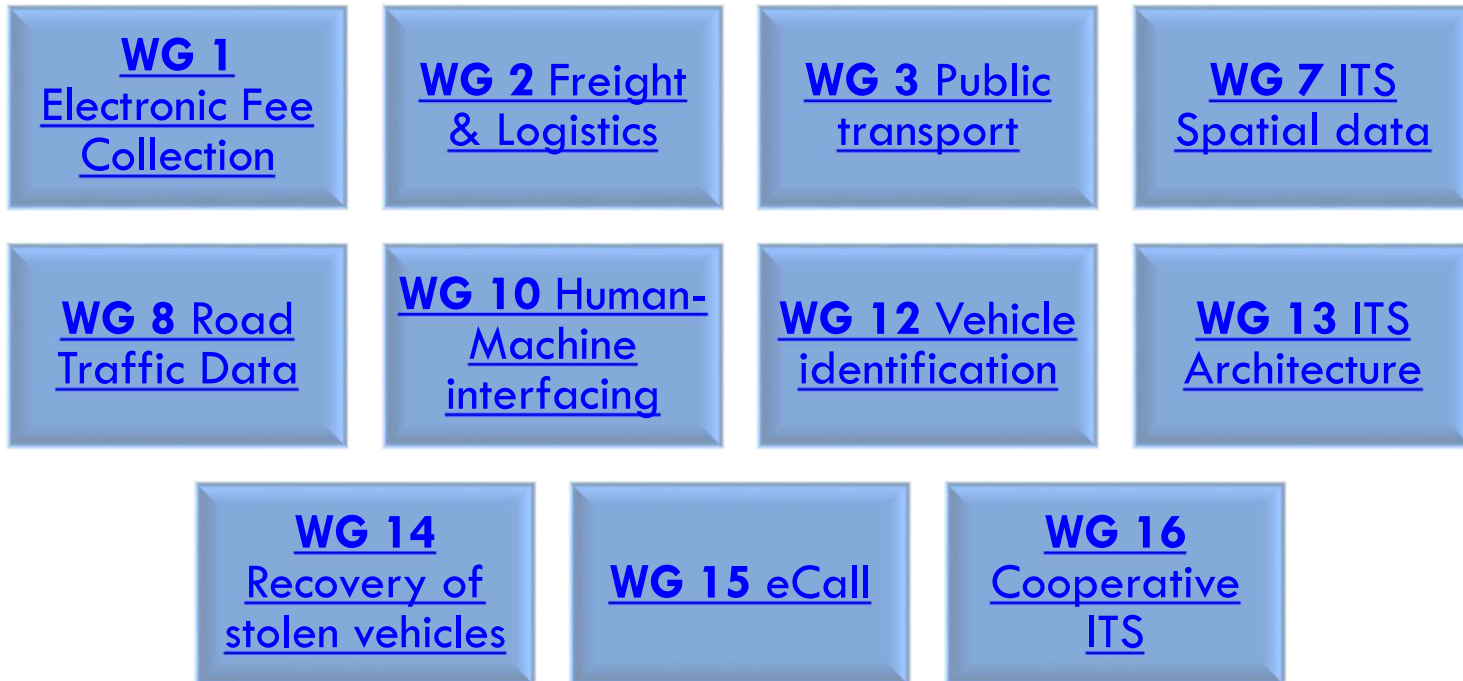 WG 1
Electronic Fee
Collection
WG 2 Freight
& Logistics
WG 3 Public
transport
WG 7 ITS
Spatial data
WG 8 Road
Traffic Data
WG 10 Human-
Machine
interfacing
WG 12 Vehicle
identification
WG 13 ITS
Architecture
WG 14
Recovery of
stolen vehicles
WG 15 eCall
WG 16
Cooperative
ITS